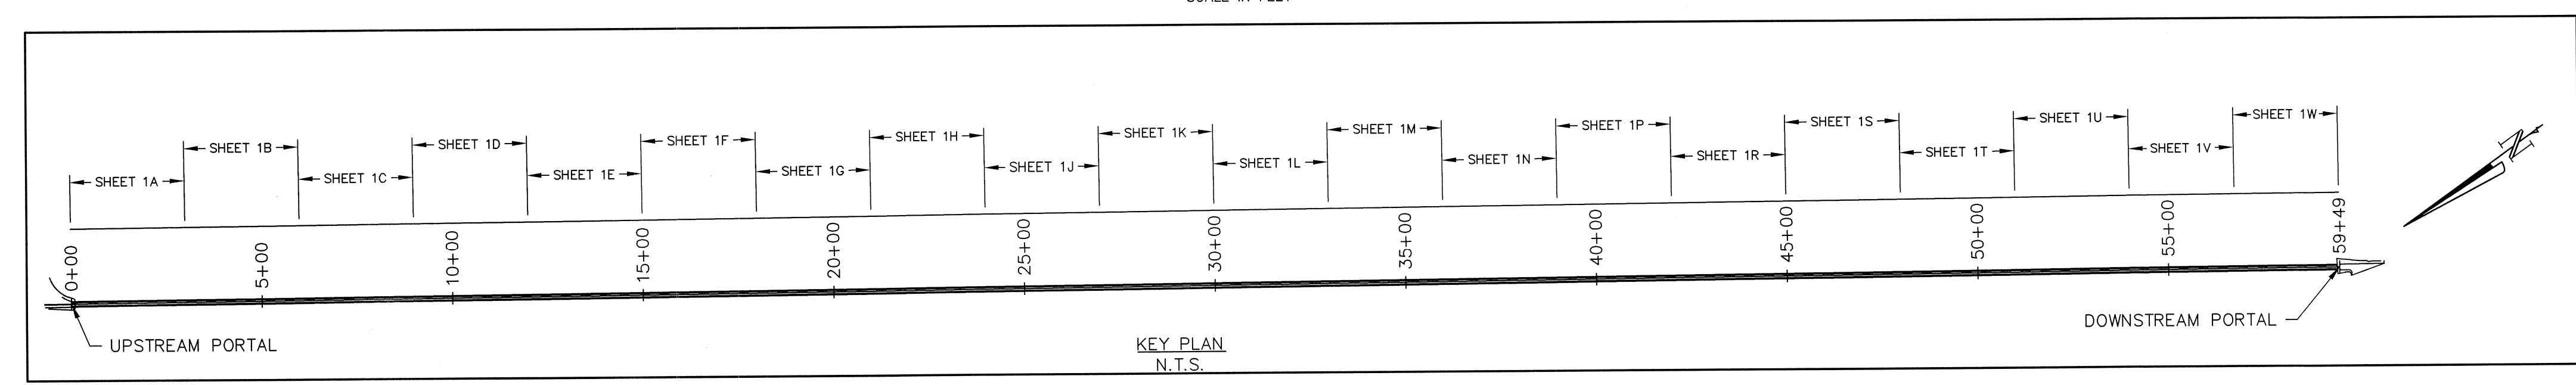 SHEET 1A
SHEET 1B
SHEET 1C
SHEET 1D
SHEET 1E
SHEET 1F
SHEET 1G
SHEET 1H
SHEET 1J
SHEET 1K
SHEET 1L
SHEET 1M
SHEET 1N
SHEET 1P
SHEET 1R
SHEET 1S
SHEET 1T
SHEET 1U
SHEET 1V
SHEET 1W
N
0+00
5+00
10+00
15+00
20+00
25+00
30+00
35+00
40+00
45+00
50+00
55+00
59+49
UPSTREAM PORTAL
DOWNSTREAM PORTAL
KEY PLAN
N.T.S.